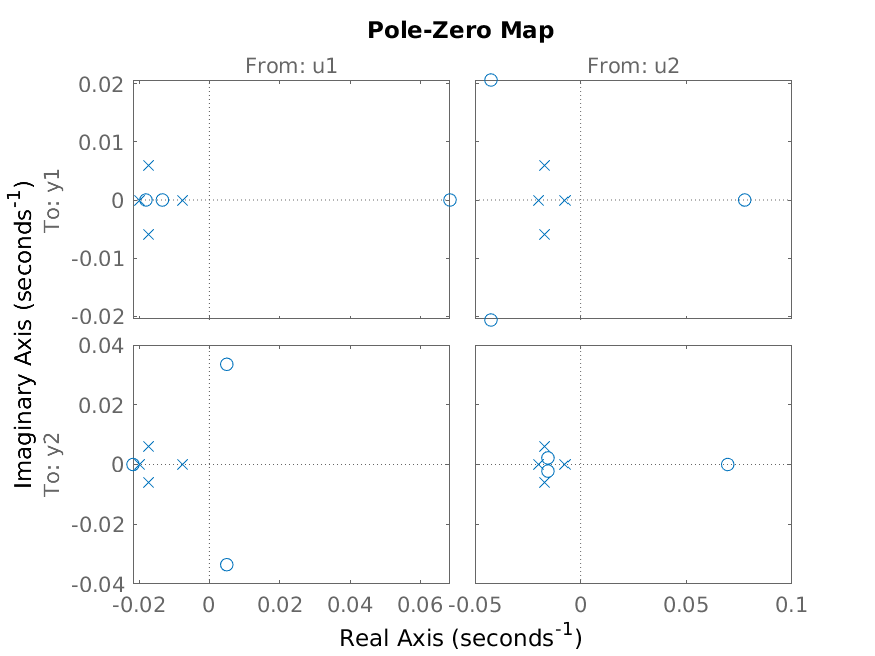 Pole-Zero Map
From: u1
From: u2
0.02
0.01
0
-0.01
-0.02
To: y1
0.04
0.02
0
-0.02
-0.04
To: y2
Imaginary Axis (seconds-1)
-0.02 0 0.02 0.04 0.06
-0.05 0 0.05 0.1
Real Axis (seconds-1)